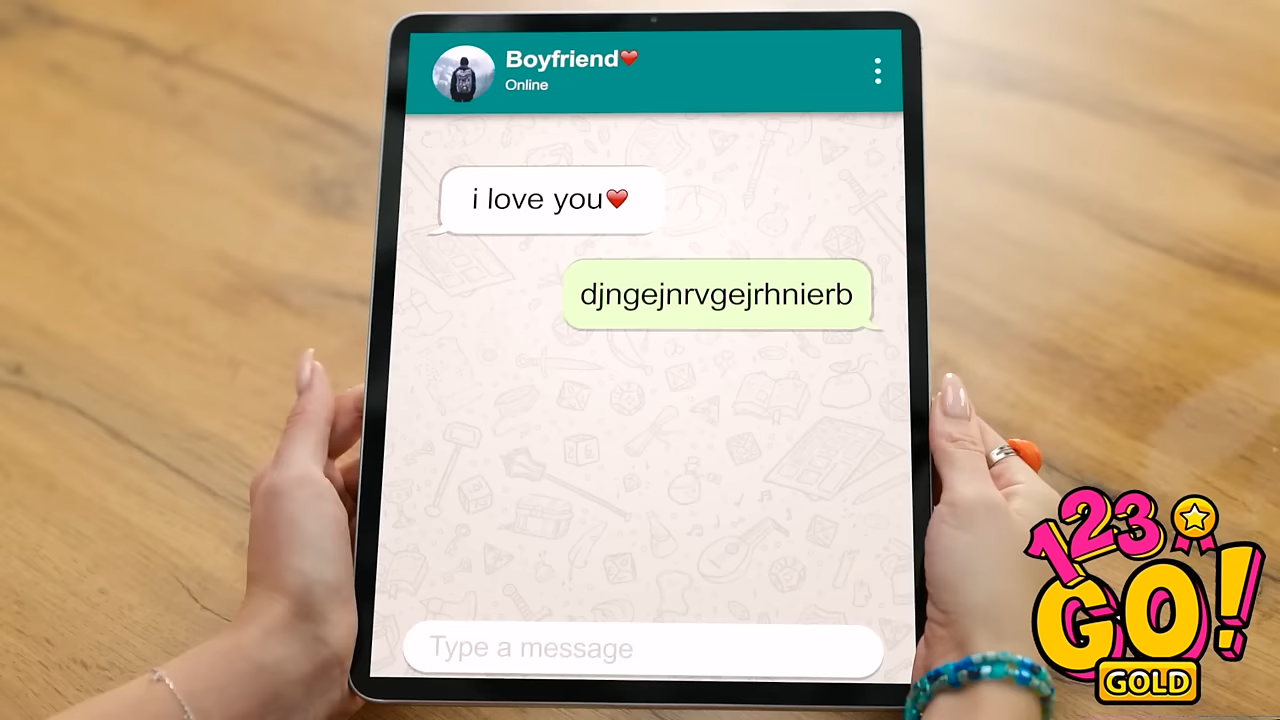 Boyfriend❤️
Online
i love you❤️
djngejnrvgejrhnierb
Type a message
123
GO!
GOLD